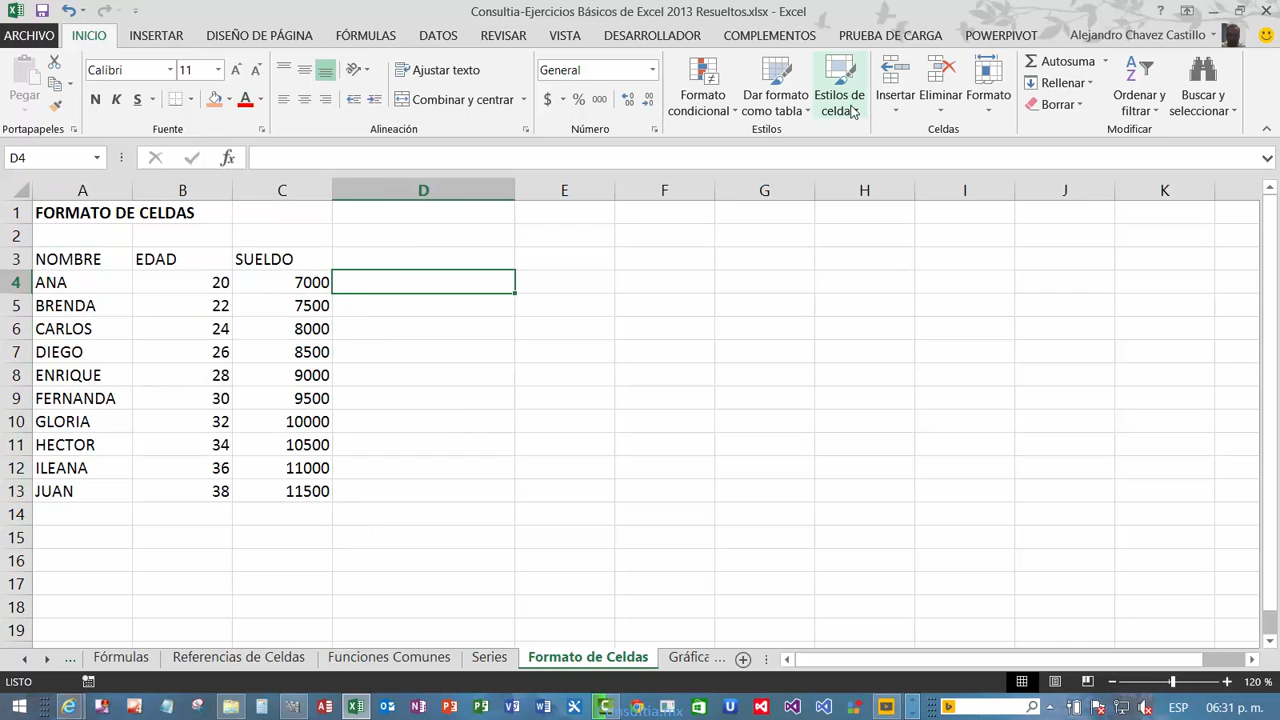 Consultia-Ejercicios Básicos de Excel 2013 Resueltos.xlsx - Excel
ARCHIVO INICIO INSERTAR DISEÑO DE PÁGINA FÓRMULAS DATOS REVISAR VISTA DESARROLLADOR COMPLEMENTOS PRUEBA DE CARGA POWERPIVOT Alejandro Chavez Castillo
Pegar
Calibri 11
N K S
Ajustar texto
Combinar y centrar
General
$ % 000
Formato condicional
Dar formato como tabla
Estilos de celda
Insertar Eliminar Formato
Autosuma
Rellenar
Borrar
Ordenar y filtrar
Buscar y seleccionar
Portapapeles Fuente Alineación Número Estilos Celdas Modificar
D4 fx
A B C D E F G H I J K
1 FORMATO DE CELDAS
2
3 NOMBRE EDAD SUELDO
4 ANA 20 7000
5 BRENDA 22 7500
6 CARLOS 24 8000
7 DIEGO 26 8500
8 ENRIQUE 28 9000
9 FERNANDA 30 9500
10 GLORIA 32 10000
11 HECTOR 34 10500
12 ILEANA 36 11000
13 JUAN 38 11500
14
15
16
17
18
19
... Fórmulas Referencias de Celdas Funciones Comunes Series Formato de Celdas Gráfica ...
LISTO 120 %
consultia.mx
ESP 06:31 p. m.